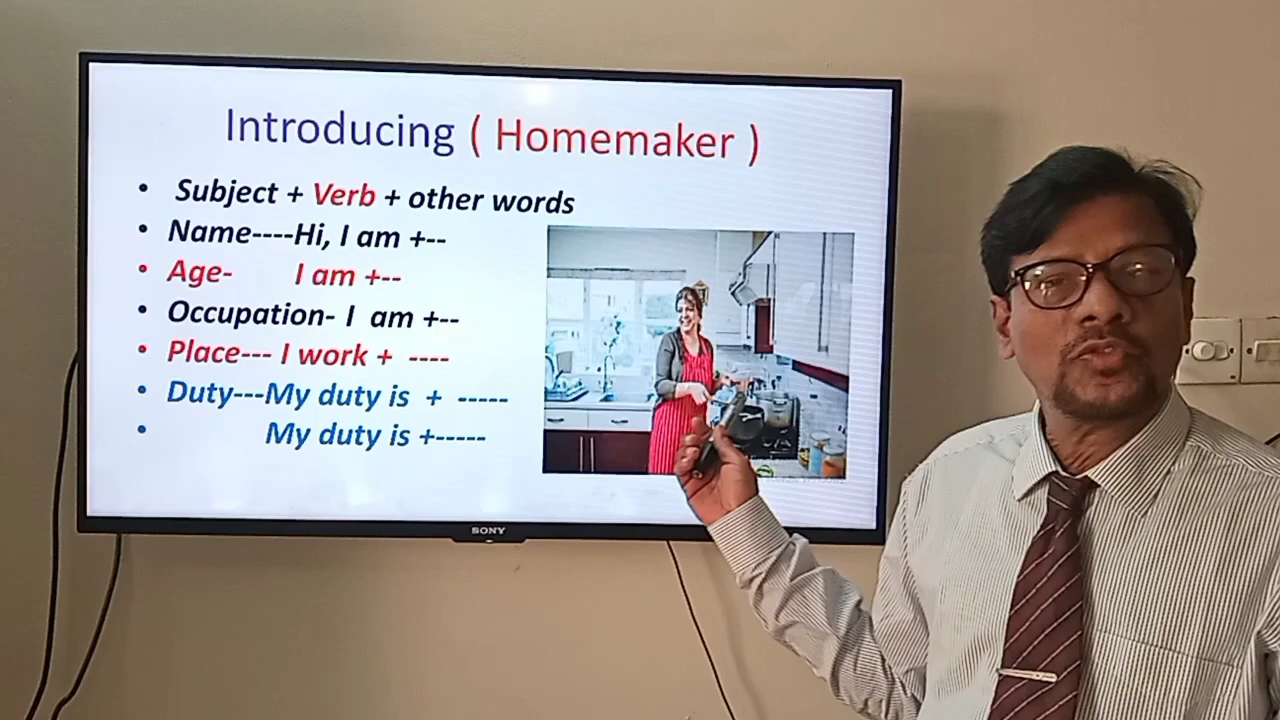 Introducing ( Homemaker )
• Subject + Verb + other words
• Name----Hi, I am +--
• Age- I am +--
• Occupation- I am +--
• Place--- I work + ----
• Duty---My duty is + -----
• My duty is +-----
SONY